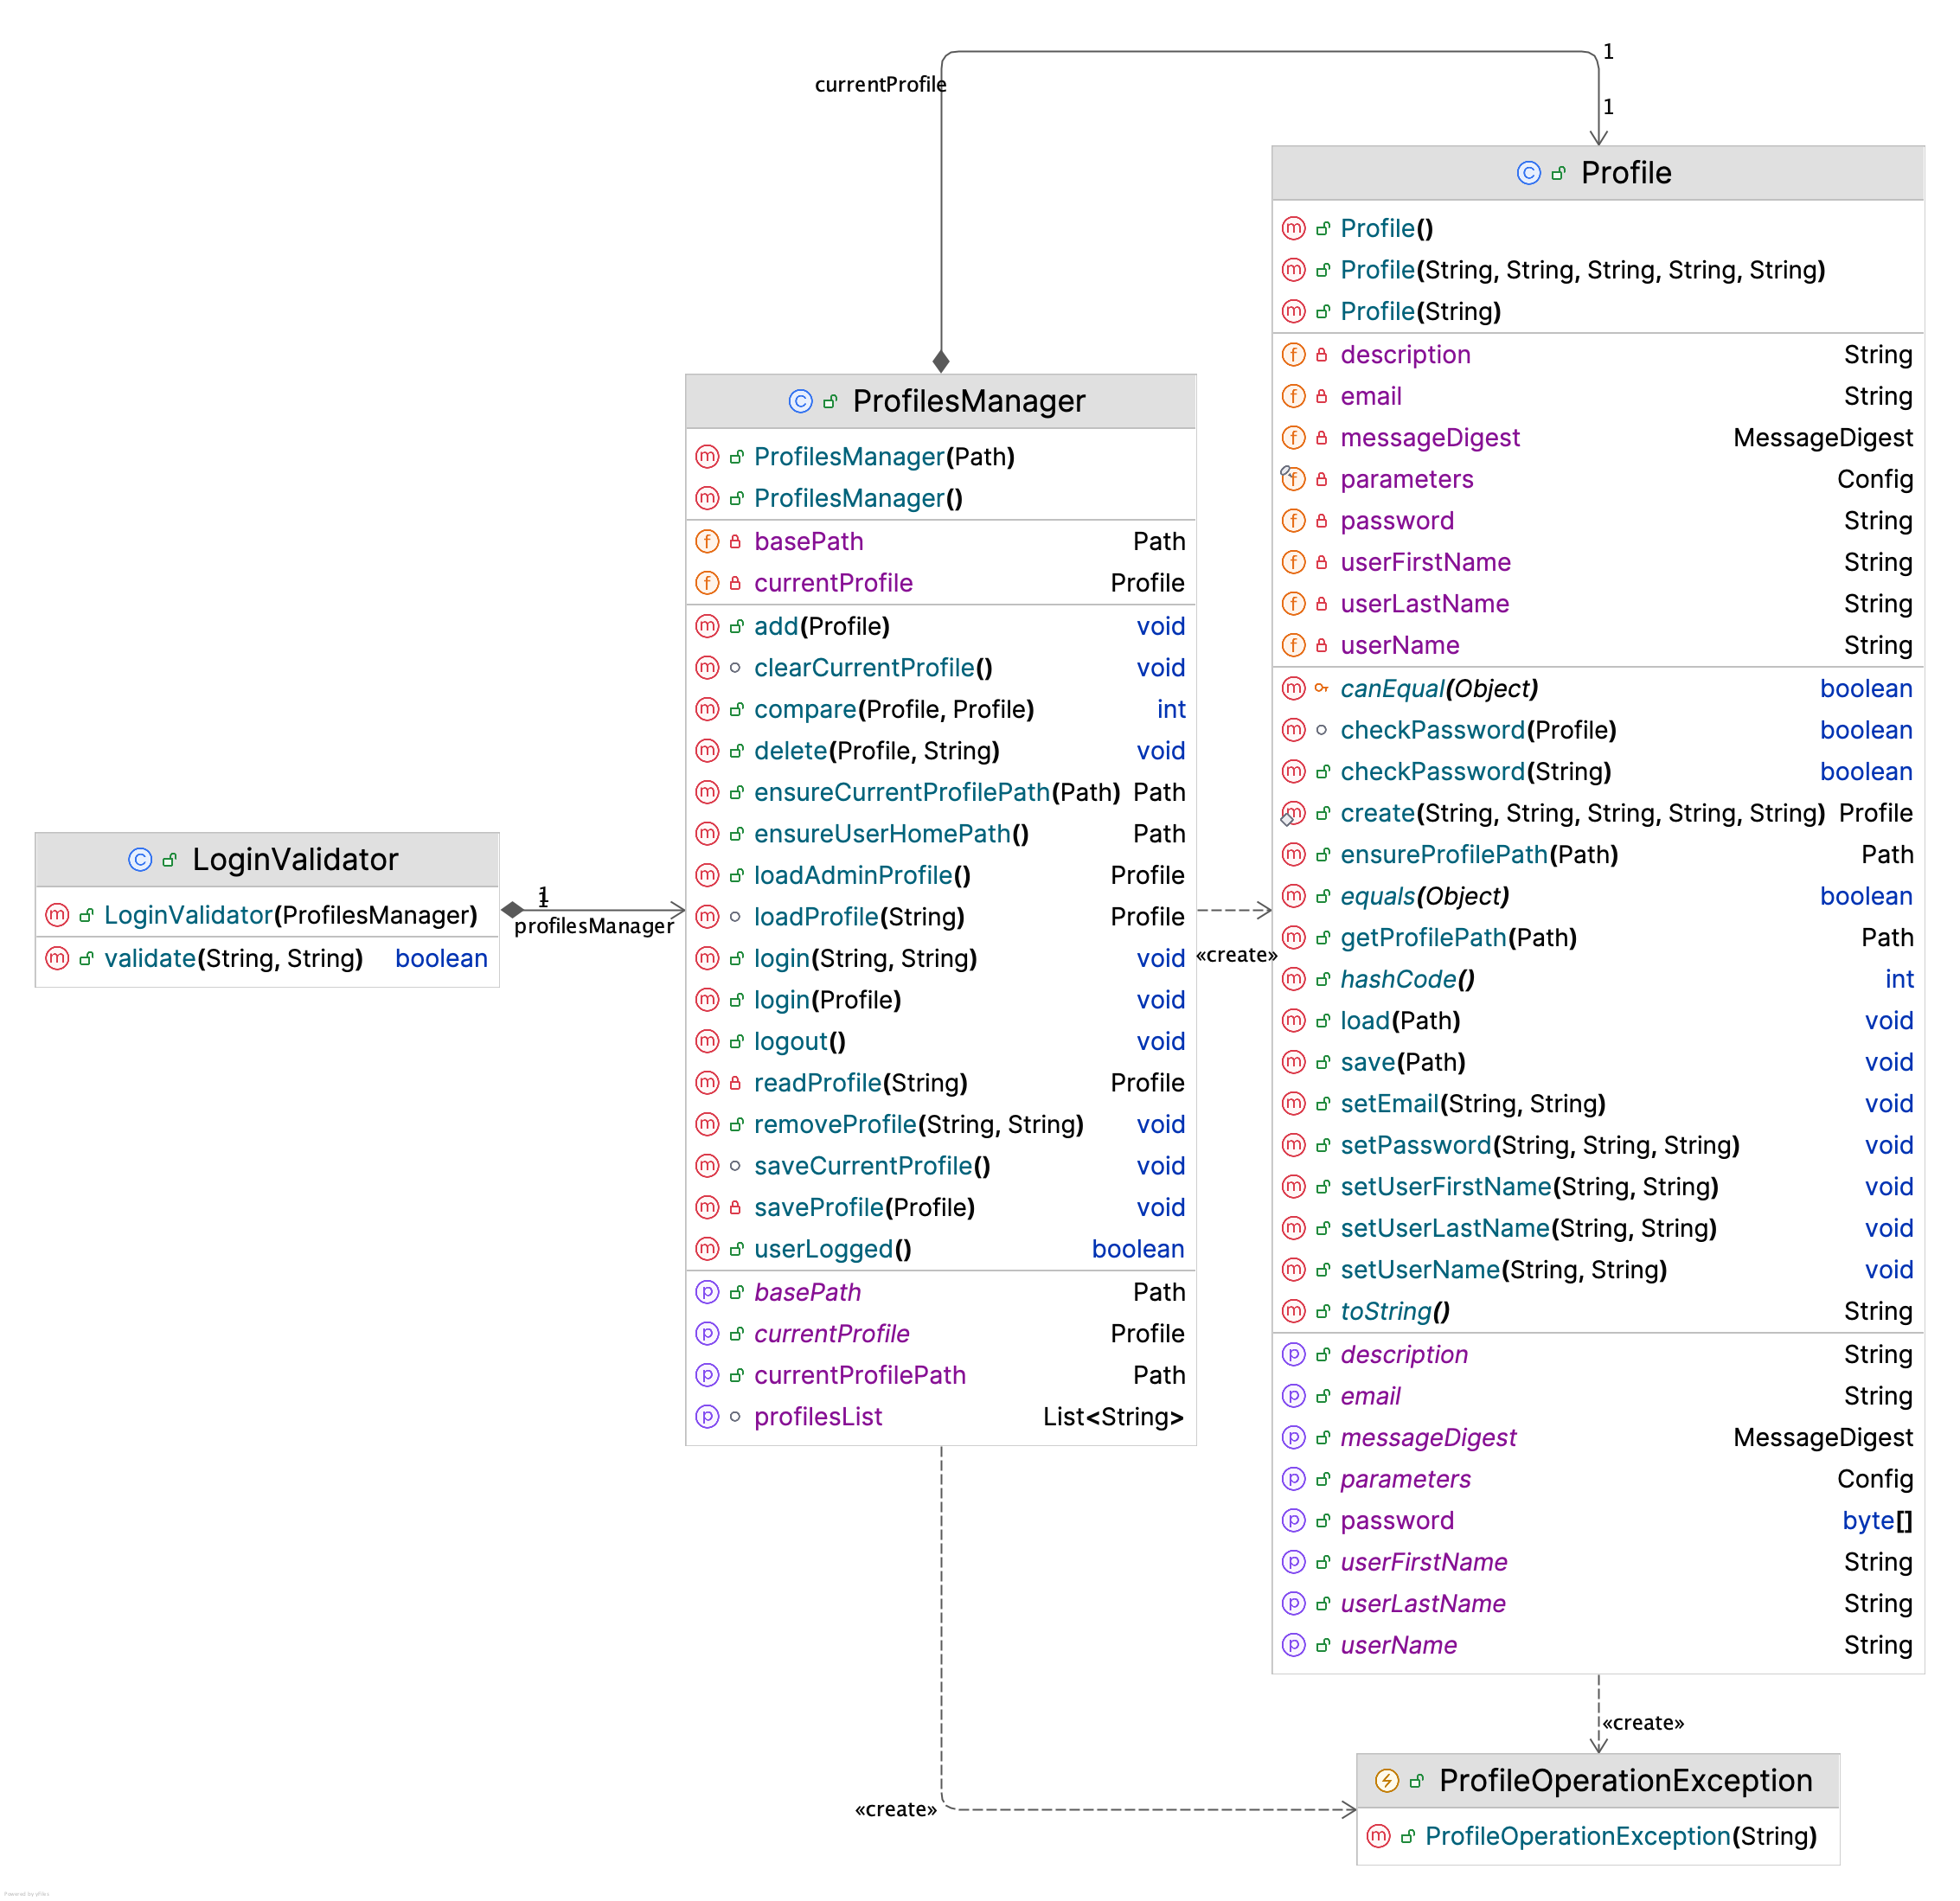 currentProfile
1
1
Profile
Profile()
Profile(String, String, String, String, String)
Profile(String)
description String
email String
messageDigest MessageDigest
parameters Config
password String
userFirstName String
userLastName String
userName String
canEqual(Object) boolean
checkPassword(Profile) boolean
checkPassword(String) boolean
create(String, String, String, String, String) Profile
ensureProfilePath(Path) Path
equals(Object) boolean
getProfilePath(Path) Path
hashCode() int
load(Path) void
save(Path) void
setEmail(String, String) void
setPassword(String, String, String) void
setUserFirstName(String, String) void
setUserLastName(String, String) void
setUserName(String, String) void
toString() String
description String
email String
messageDigest MessageDigest
parameters Config
password byte[]
userFirstName String
userLastName String
userName String
ProfilesManager
ProfilesManager(Path)
ProfilesManager()
basePath Path
currentProfile Profile
add(Profile) void
clearCurrentProfile() void
compare(Profile, Profile) int
delete(Profile, String) void
ensureCurrentProfilePath(Path) Path
ensureUserHomePath() Path
loadAdminProfile() Profile
loadProfile(String) Profile
login(String, String) void
login(Profile) void
logout() void
readProfile(String) Profile
removeProfile(String, String) void
saveCurrentProfile() void
saveProfile(Profile) void
userLogged() boolean
basePath Path
currentProfile Profile
currentProfilePath Path
profilesList List<String>
LoginValidator
LoginValidator(ProfilesManager)
validate(String, String) boolean
1
1
profilesManager
«create»
«create»
«create»
ProfileOperationException
ProfileOperationException(String)
Powered by yFiles